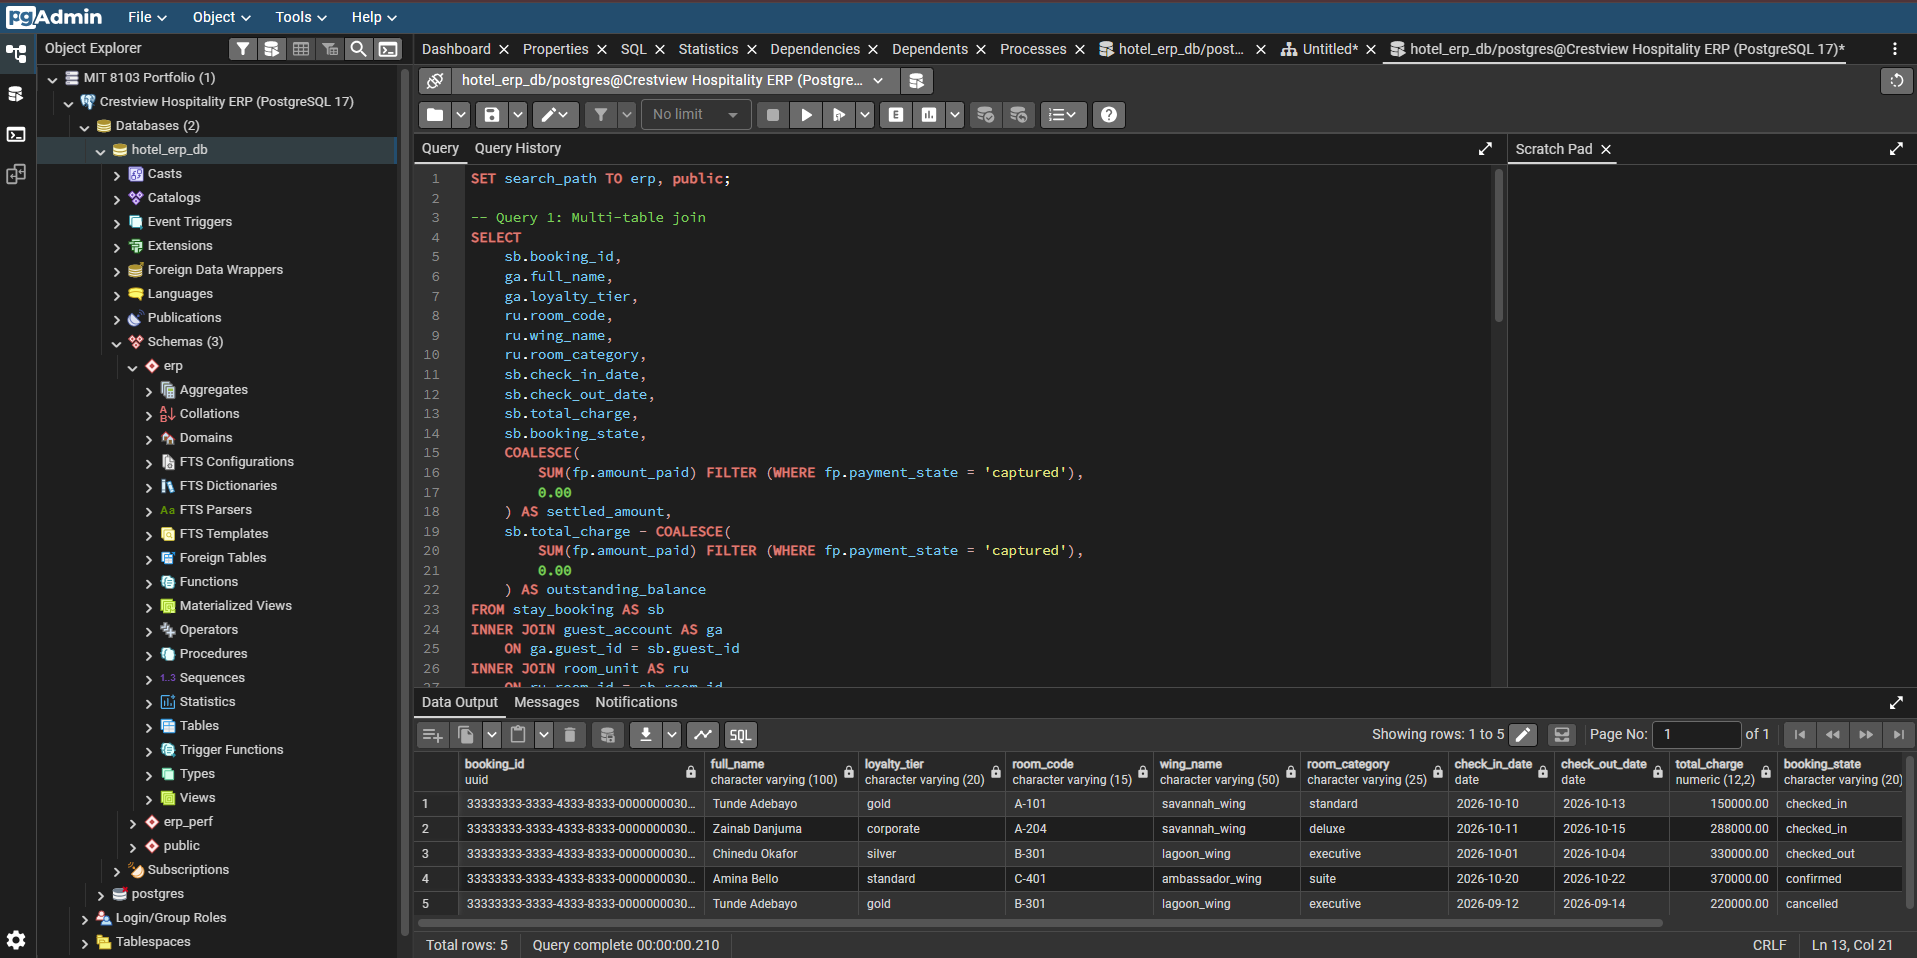 pgAdmin File Object Tools Help
Object Explorer
Dashboard Properties SQL Statistics Dependencies Dependents Processes hotel_erp_db/post... Untitled* hotel_erp_db/postgres@Crestview Hospitality ERP (PostgreSQL 17)*
MIT 8103 Portfolio (1)
Crestview Hospitality ERP (PostgreSQL 17)
Databases (2)
hotel_erp_db
Casts
Catalogs
Event Triggers
Extensions
Foreign Data Wrappers
Languages
Publications
Schemas (3)
erp
Aggregates
Collations
Domains
FTS Configurations
FTS Dictionaries
Aa FTS Parsers
FTS Templates
Foreign Tables
Functions
Materialized Views
Operators
Procedures
1..3 Sequences
Statistics
Tables
Trigger Functions
Types
Views
erp_perf
public
Subscriptions
postgres
Login/Group Roles
Tablespaces
hotel_erp_db/postgres@Crestview Hospitality ERP (Postgre...
No limit
E
Query Query History
Scratch Pad
1 SET search_path TO erp, public;
2
3 -- Query 1: Multi-table join
4 SELECT
5 sb.booking_id,
6 ga.full_name,
7 ga.loyalty_tier,
8 ru.room_code,
9 ru.wing_name,
10 ru.room_category,
11 sb.check_in_date,
12 sb.check_out_date,
13 sb.total_charge,
14 sb.booking_state,
15 COALESCE(
16 SUM(fp.amount_paid) FILTER (WHERE fp.payment_state = 'captured'),
17 0.00
18 ) AS settled_amount,
19 sb.total_charge - COALESCE(
20 SUM(fp.amount_paid) FILTER (WHERE fp.payment_state = 'captured'),
21 0.00
22 ) AS outstanding_balance
23 FROM stay_booking AS sb
24 INNER JOIN guest_account AS ga
25 ON ga.guest_id = sb.guest_id
26 INNER JOIN room_unit AS ru
27 ON ru.room_id = sb.room_id
Data Output Messages Notifications
SQL
Showing rows: 1 to 5 Page No: 1 of 1
booking_id full_name loyalty_tier room_code wing_name room_category check_in_date check_out_date total_charge booking_state
uuid character varying (100) character varying (20) character varying (15) character varying (50) character varying (25) date date numeric (12,2) character varying (20)
1 33333333-3333-4333-8333-0000000030... Tunde Adebayo gold A-101 savannah_wing standard 2026-10-10 2026-10-13 150000.00 checked_in
2 33333333-3333-4333-8333-0000000030... Zainab Danjuma corporate A-204 savannah_wing deluxe 2026-10-11 2026-10-15 288000.00 checked_in
3 33333333-3333-4333-8333-0000000030... Chinedu Okafor silver B-301 lagoon_wing executive 2026-10-01 2026-10-04 330000.00 checked_out
4 33333333-3333-4333-8333-0000000030... Amina Bello standard C-401 ambassador_wing suite 2026-10-20 2026-10-22 370000.00 confirmed
5 33333333-3333-4333-8333-0000000030... Tunde Adebayo gold B-301 lagoon_wing executive 2026-09-12 2026-09-14 220000.00 cancelled
Total rows: 5 Query complete 00:00:00.210
CRLF Ln 13, Col 21